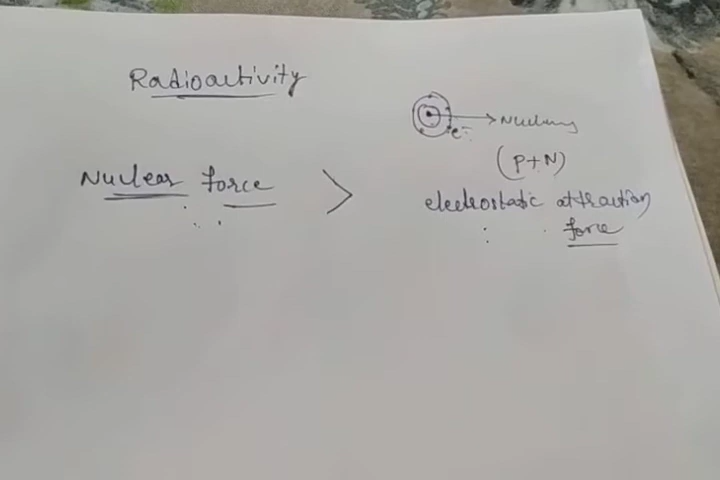 Radioactivity
Nucleus
e-
(P+N)
Nuclear force > electrostatic attraction
force